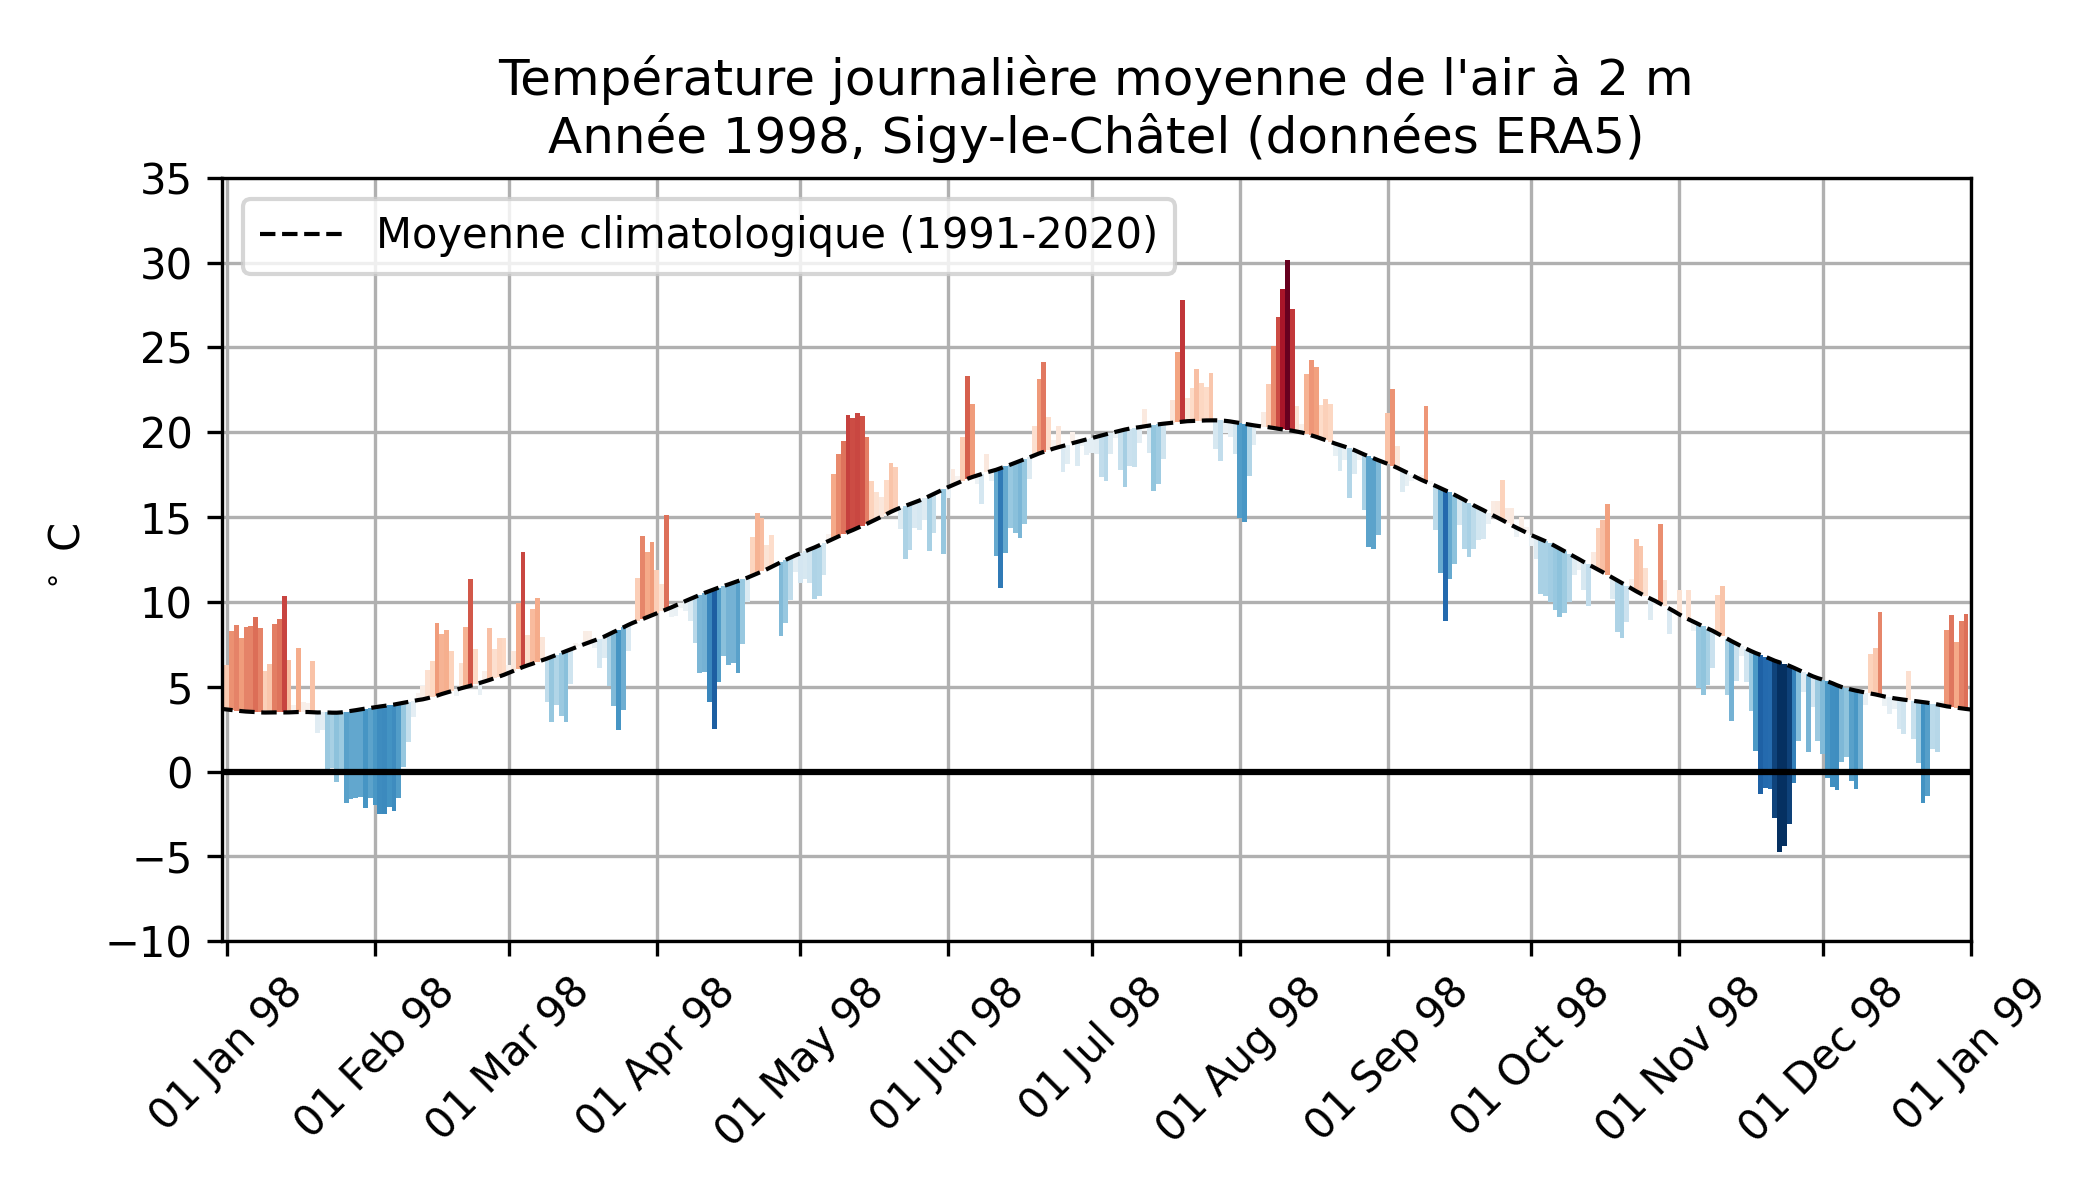 Température journalière moyenne de l'air à 2 m
Année 1998, Sigy-le-Châtel (données ERA5)
Moyenne climatologique (1991-2020)
° C
35
30
25
20
15
10
5
0
−5
−10
01 Jan 98
01 Feb 98
01 Mar 98
01 Apr 98
01 May 98
01 Jun 98
01 Jul 98
01 Aug 98
01 Sep 98
01 Oct 98
01 Nov 98
01 Dec 98
01 Jan 99